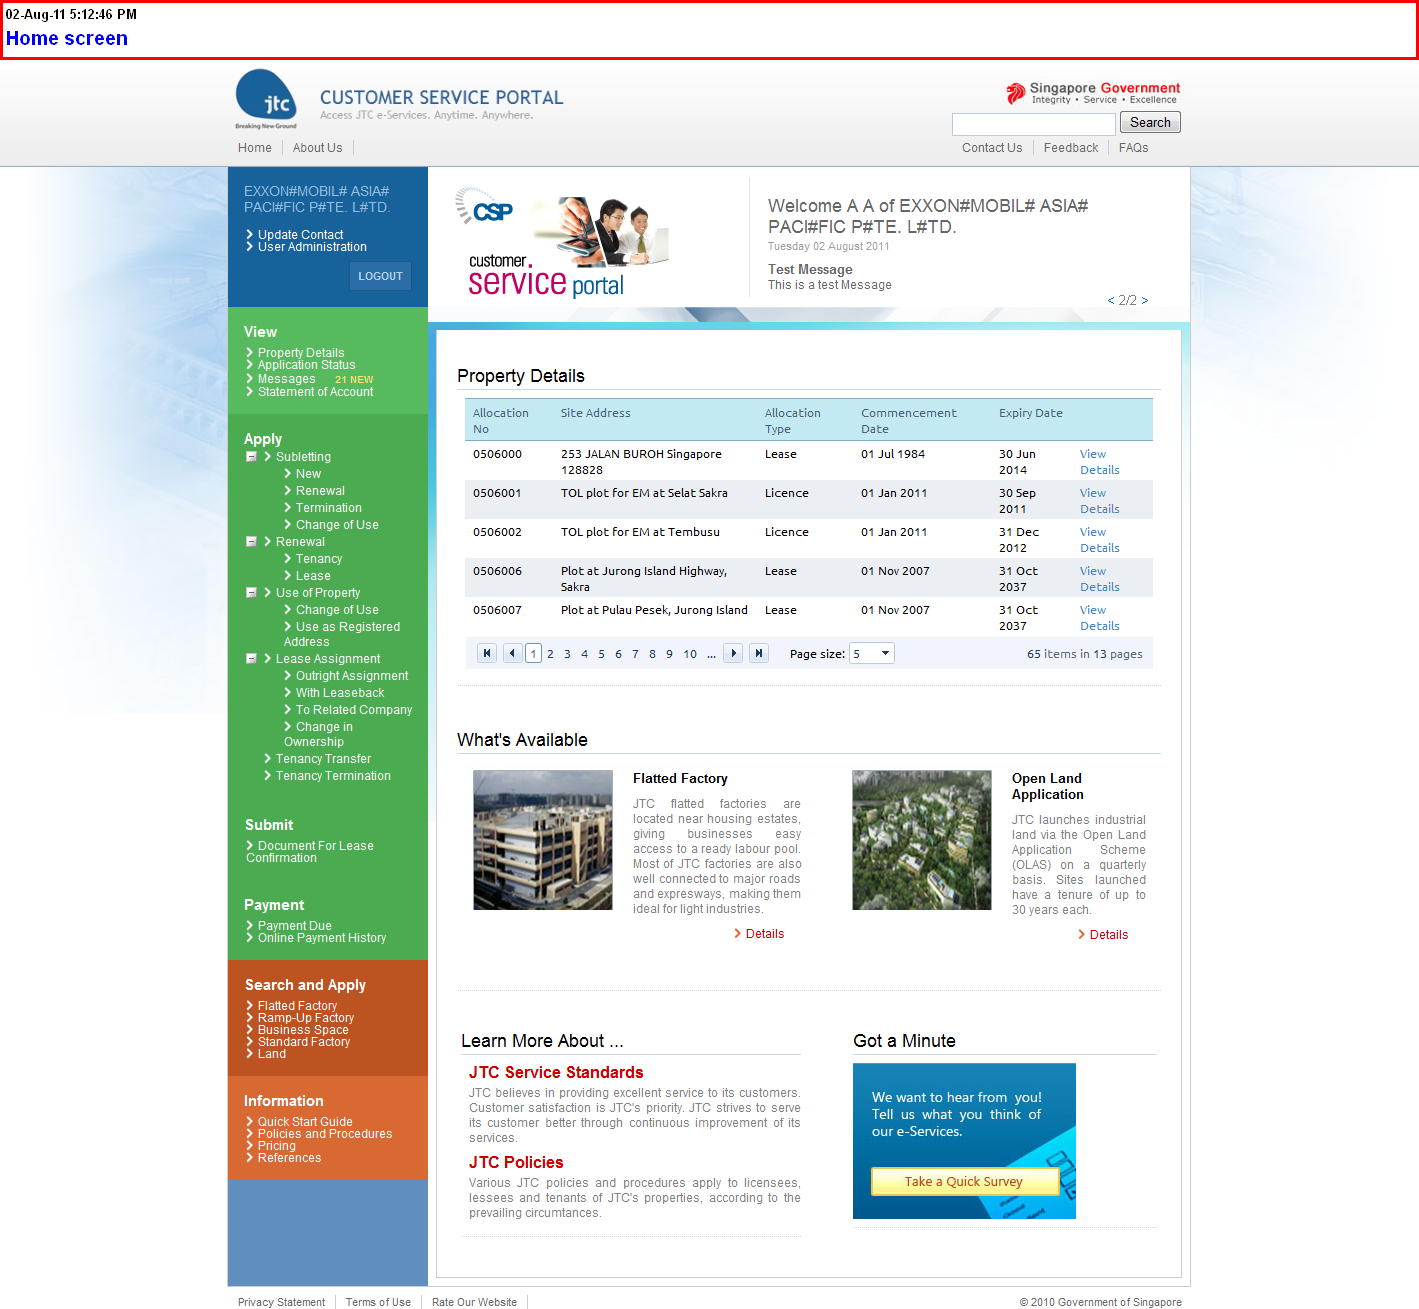 02-Aug-11 5:12:46 PM
Home screen
jtc
Breaking New Ground
CUSTOMER SERVICE PORTAL
Access JTC e-Services. Anytime. Anywhere.
Singapore Government
Integrity • Service • Excellence
Search
Home
About Us
Contact Us
Feedback
FAQs
EXXON#MOBIL# ASIA#
PACI#FIC P#TE. L#TD.
Update Contact
User Administration
LOGOUT
CSP
customer
service portal
Welcome A A of EXXON#MOBIL# ASIA#
PACI#FIC P#TE. L#TD.
Tuesday 02 August 2011
Test Message
This is a test Message
< 2/2 >
View
Property Details
Application Status
Messages 21 NEW
Statement of Account
Apply
Subletting
New
Renewal
Termination
Change of Use
Renewal
Tenancy
Lease
Use of Property
Change of Use
Use as Registered
Address
Lease Assignment
Outright Assignment
With Leaseback
To Related Company
Change in
Ownership
Tenancy Transfer
Tenancy Termination
Submit
Document For Lease
Confirmation
Payment
Payment Due
Online Payment History
Search and Apply
Flatted Factory
Ramp-Up Factory
Business Space
Standard Factory
Land
Information
Quick Start Guide
Policies and Procedures
Pricing
References
Property Details
Allocation No Site Address Allocation Type Commencement Date Expiry Date
0506000 253 JALAN BUROH Singapore 128828 Lease 01 Jul 1984 30 Jun 2014 View Details
0506001 TOL plot for EM at Selat Sakra Licence 01 Jan 2011 30 Sep 2011 View Details
0506002 TOL plot for EM at Tembusu Licence 01 Jan 2011 31 Dec 2012 View Details
0506006 Plot at Jurong Island Highway, Sakra Lease 01 Nov 2007 31 Oct 2037 View Details
0506007 Plot at Pulau Pesek, Jurong Island Lease 01 Nov 2007 31 Oct 2037 View Details
1 2 3 4 5 6 7 8 9 10 ... Page size: 5 65 items in 13 pages
What's Available
Flatted Factory
JTC flatted factories are
located near housing estates,
giving businesses easy
access to a ready labour pool.
Most of JTC factories are also
well connected to major roads
and expresways, making them
ideal for light industries.
Details
Open Land
Application
JTC launches industrial
land via the Open Land
Application Scheme
(OLAS) on a quarterly
basis. Sites launched
have a tenure of up to
30 years each.
Details
Learn More About ...
JTC Service Standards
JTC believes in providing excellent service to its customers.
Customer satisfaction is JTC's priority. JTC strives to serve
its customer better through continuous improvement of its
services.
JTC Policies
Various JTC policies and procedures apply to licensees,
lessees and tenants of JTC's properties, according to the
prevailing circumtances.
Got a Minute
We want to hear from you!
Tell us what you think of
our e-Services.
Take a Quick Survey
Privacy Statement
Terms of Use
Rate Our Website
© 2010 Government of Singapore